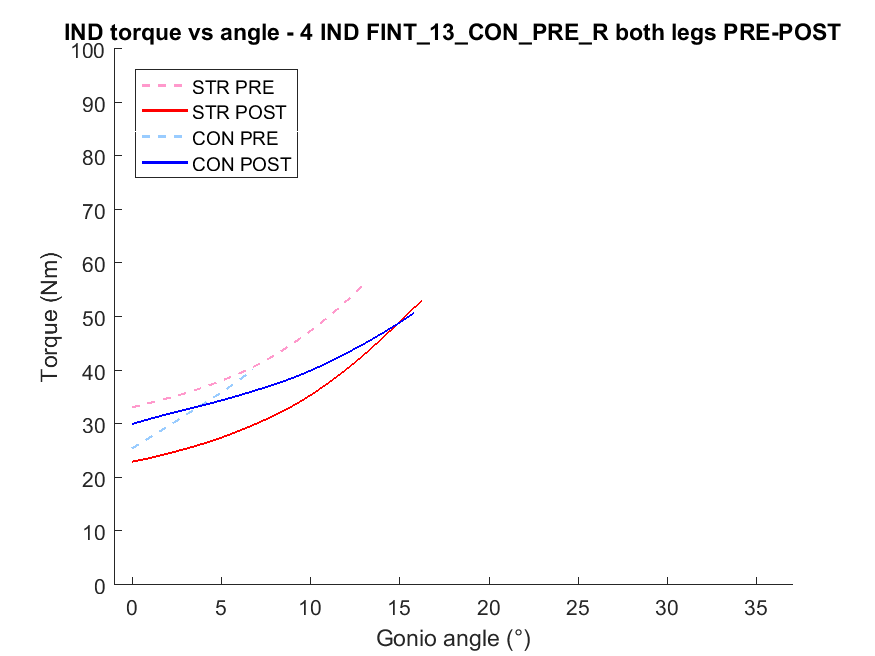 IND torque vs angle - 4 IND FINT_13_CON_PRE_R both legs PRE-POST
100
90
80
70
60
50
40
30
20
10
0
STR PRE
STR POST
CON PRE
CON POST
Torque (Nm)
0 5 10 15 20 25 30 35
Gonio angle (°)